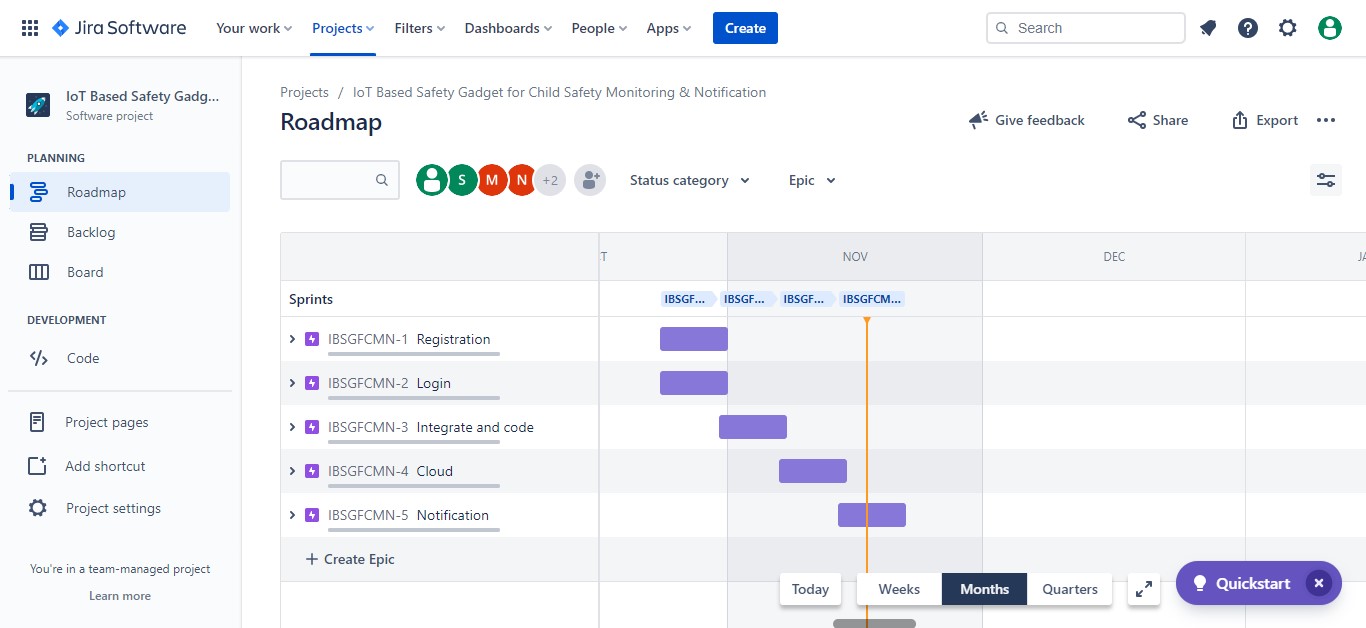 Jira Software Your work Projects Filters Dashboards People Apps Create Search
IoT Based Safety Gadg...
Software project
PLANNING
Roadmap
Backlog
Board
DEVELOPMENT
Code
Project pages
Add shortcut
Project settings
You're in a team-managed project
Learn more
Projects / IoT Based Safety Gadget for Child Safety Monitoring & Notification
Roadmap
Give feedback Share Export
S M N +2 Status category Epic
T NOV DEC JA
Sprints IBSGF... IBSGF... IBSGF... IBSGFCM...
IBSGFCMN-1 Registration
IBSGFCMN-2 Login
IBSGFCMN-3 Integrate and code
IBSGFCMN-4 Cloud
IBSGFCMN-5 Notification
+ Create Epic
Today Weeks Months Quarters Quickstart